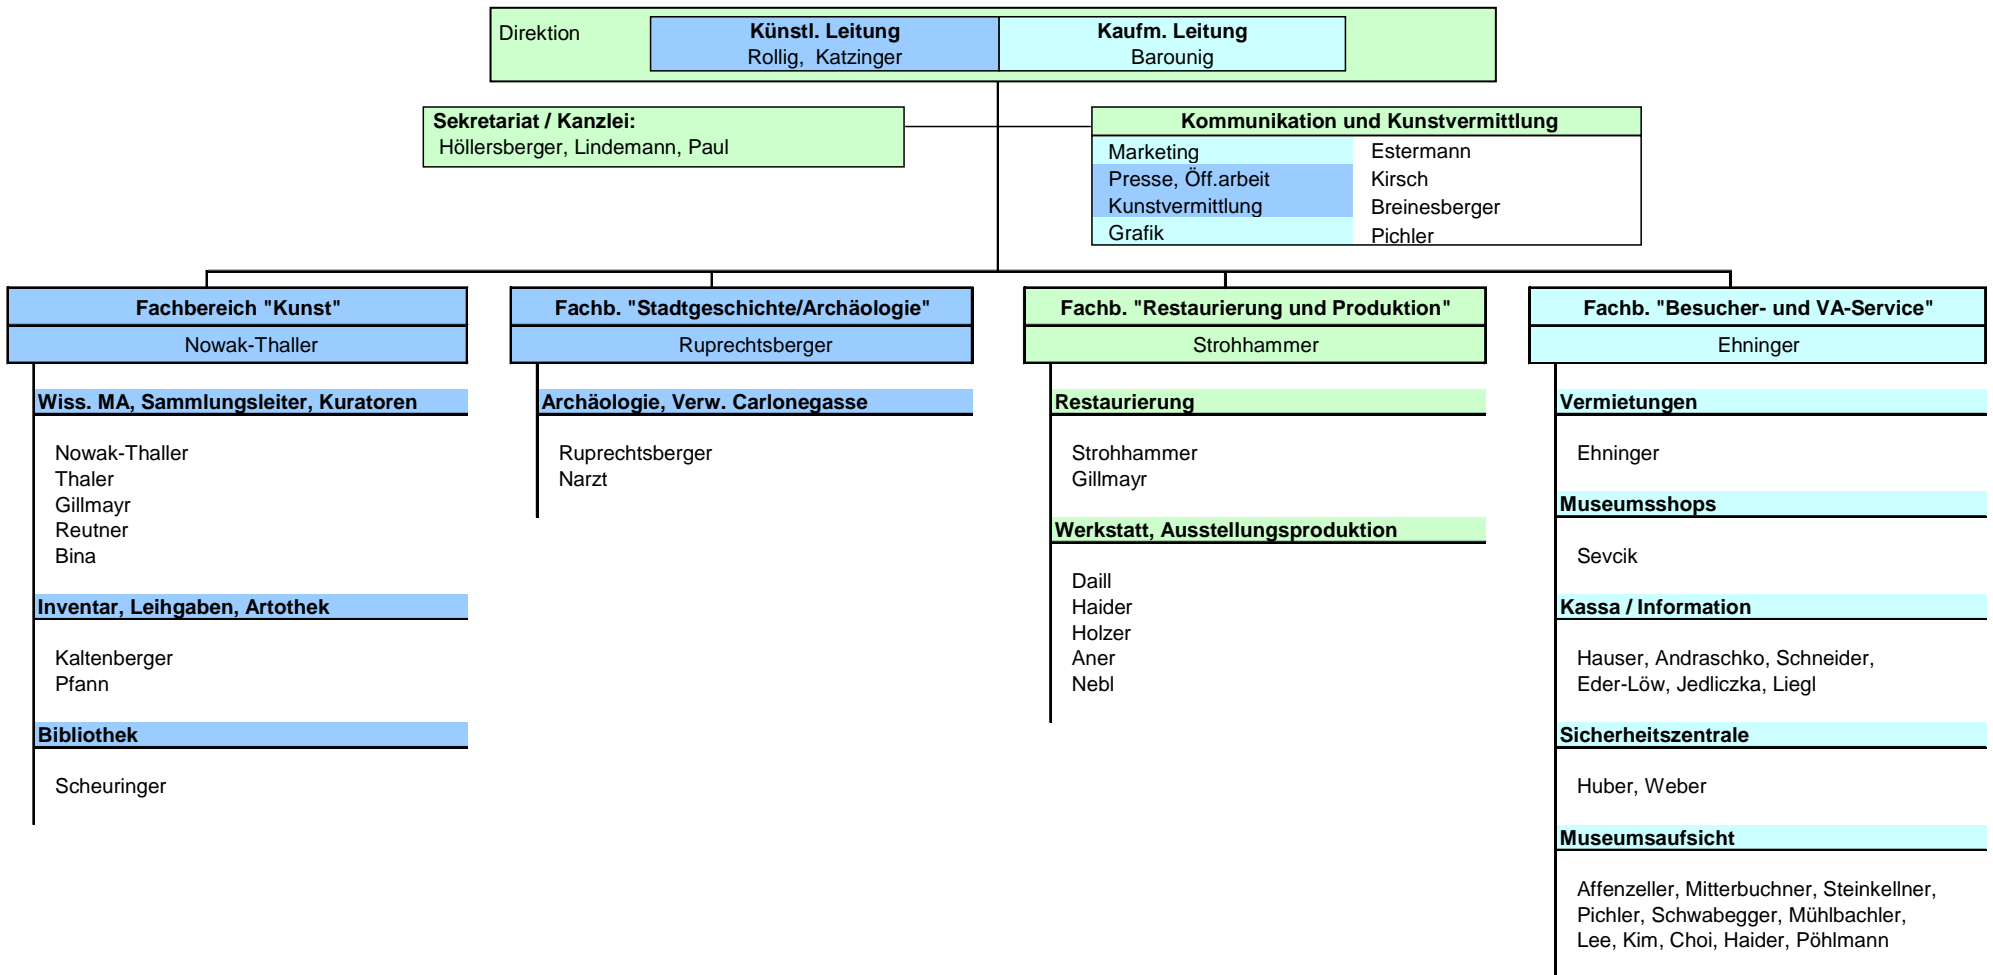 Direktion
Künstl. Leitung
Rollig, Katzinger
Kaufm. Leitung
Barounig
Sekretariat / Kanzlei:
Höllersberger, Lindemann, Paul
Kommunikation und Kunstvermittlung
Marketing Estermann
Presse, Öff.arbeit Kirsch
Kunstvermittlung Breinesberger
Grafik Pichler
Fachbereich "Kunst"
Nowak-Thaller
Wiss. MA, Sammlungsleiter, Kuratoren
Nowak-Thaller
Thaler
Gillmayr
Reutner
Bina
Inventar, Leihgaben, Artothek
Kaltenberger
Pfann
Bibliothek
Scheuringer
Fachb. "Stadtgeschichte/Archäologie"
Ruprechtsberger
Archäologie, Verw. Carlonegasse
Ruprechtsberger
Narzt
Fachb. "Restaurierung und Produktion"
Strohhammer
Restaurierung
Strohhammer
Gillmayr
Werkstatt, Ausstellungsproduktion
Daill
Haider
Holzer
Aner
Nebl
Fachb. "Besucher- und VA-Service"
Ehninger
Vermietungen
Ehninger
Museumsshops
Sevcik
Kassa / Information
Hauser, Andraschko, Schneider,
Eder-Löw, Jedliczka, Liegl
Sicherheitszentrale
Huber, Weber
Museumsaufsicht
Affenzeller, Mitterbuchner, Steinkellner,
Pichler, Schwabegger, Mühlbachler,
Lee, Kim, Choi, Haider, Pöhlmann